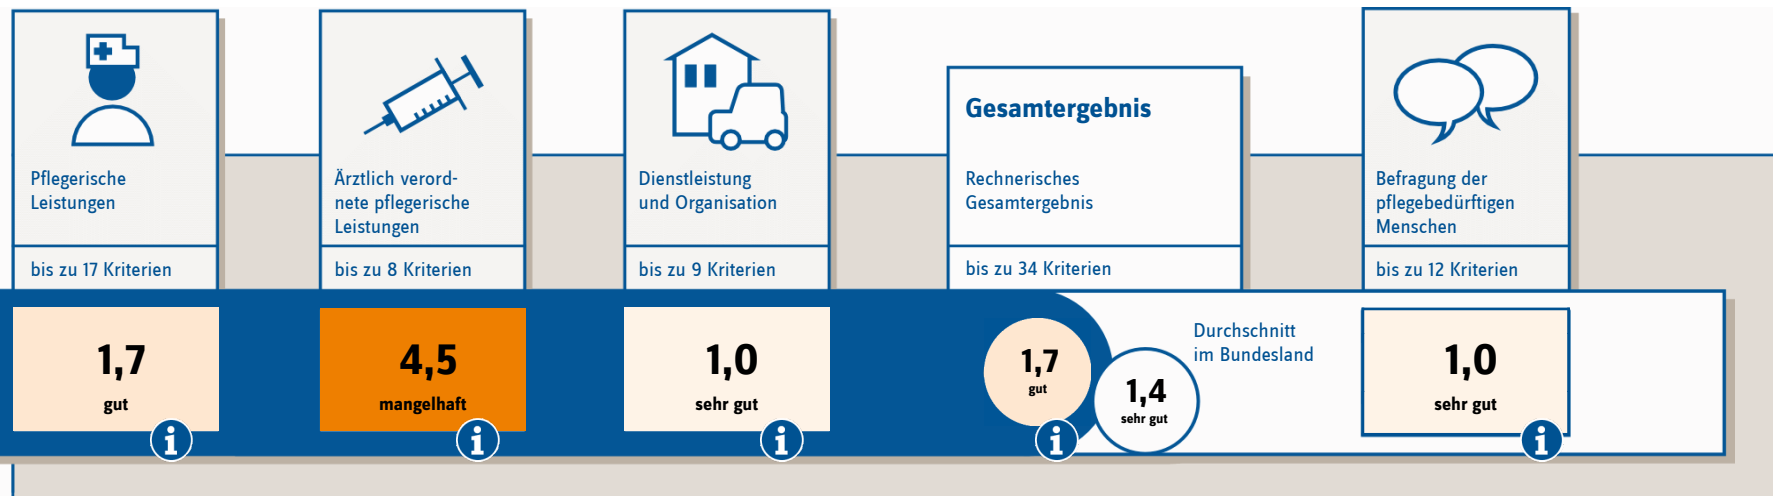 Pflegerische
Leistungen
bis zu 17 Kriterien
1,7
gut
i
Ärztlich verord-
nete pflegerische
Leistungen
bis zu 8 Kriterien
4,5
mangelhaft
i
Dienstleistung
und Organisation
bis zu 9 Kriterien
1,0
sehr gut
i
Gesamtergebnis
Rechnerisches
Gesamtergebnis
bis zu 34 Kriterien
1,7
gut
i
1,4
sehr gut
Durchschnitt
im Bundesland
Befragung der
pflegebedürftigen
Menschen
bis zu 12 Kriterien
1,0
sehr gut
i